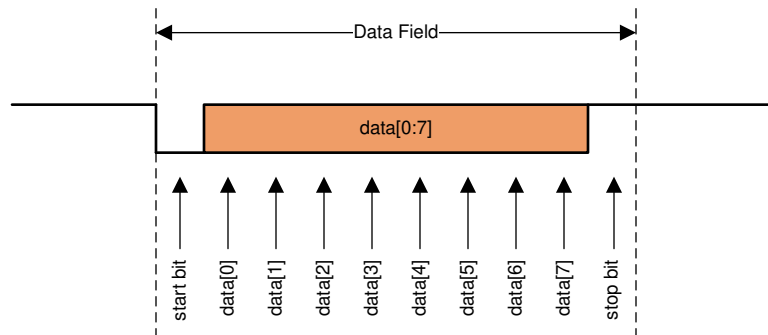 Data Field
data[0:7]
start bit
data[0]
data[1]
data[2]
data[3]
data[4]
data[5]
data[6]
data[7]
stop bit